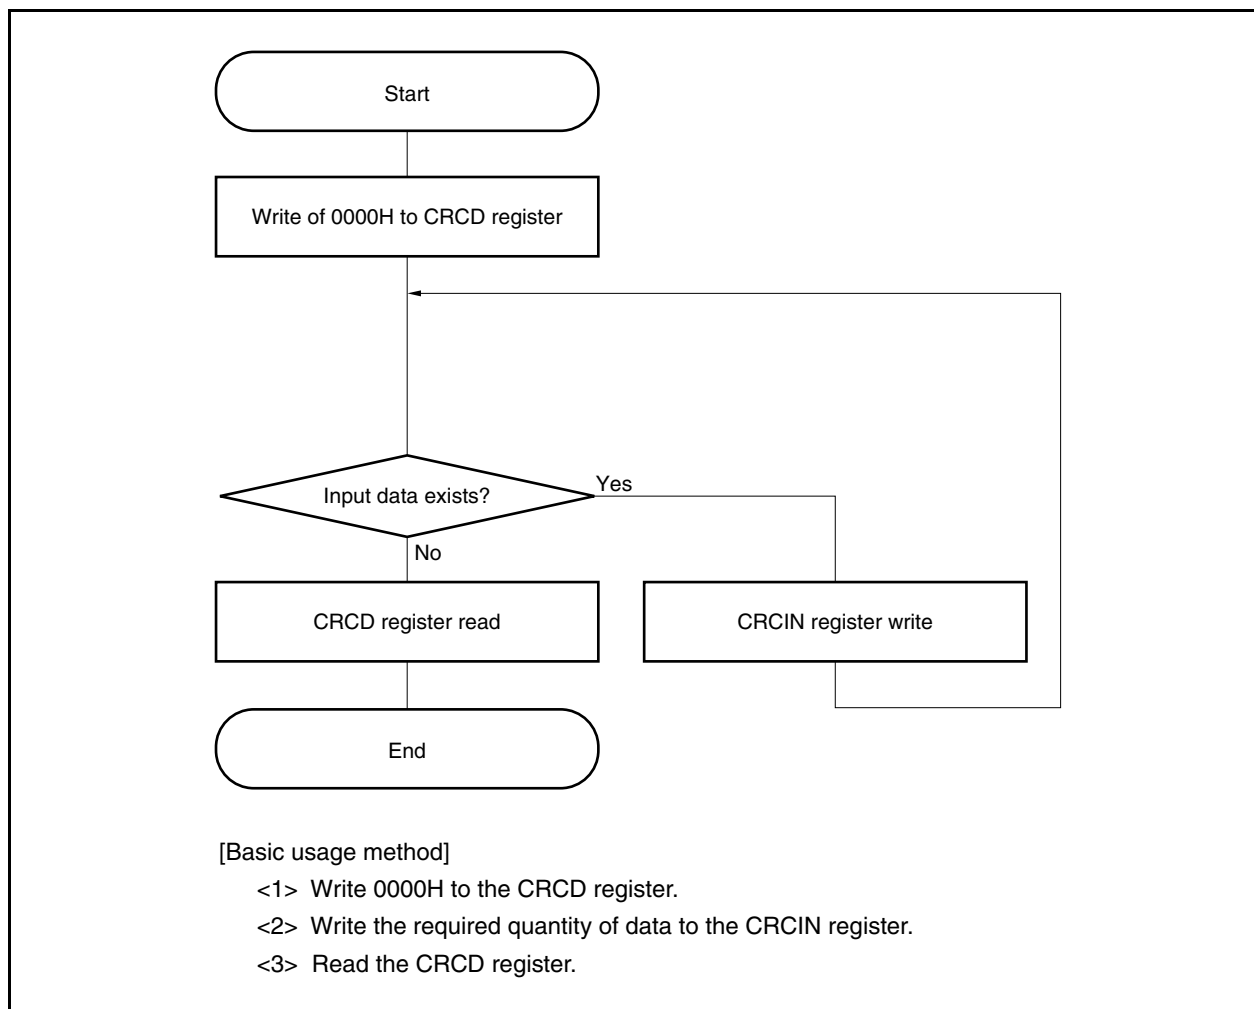 Start
Write of 0000H to CRCD register
Input data exists?
Yes
No
CRCD register read
CRCIN register write
End
[Basic usage method]
<1> Write 0000H to the CRCD register.
<2> Write the required quantity of data to the CRCIN register.
<3> Read the CRCD register.